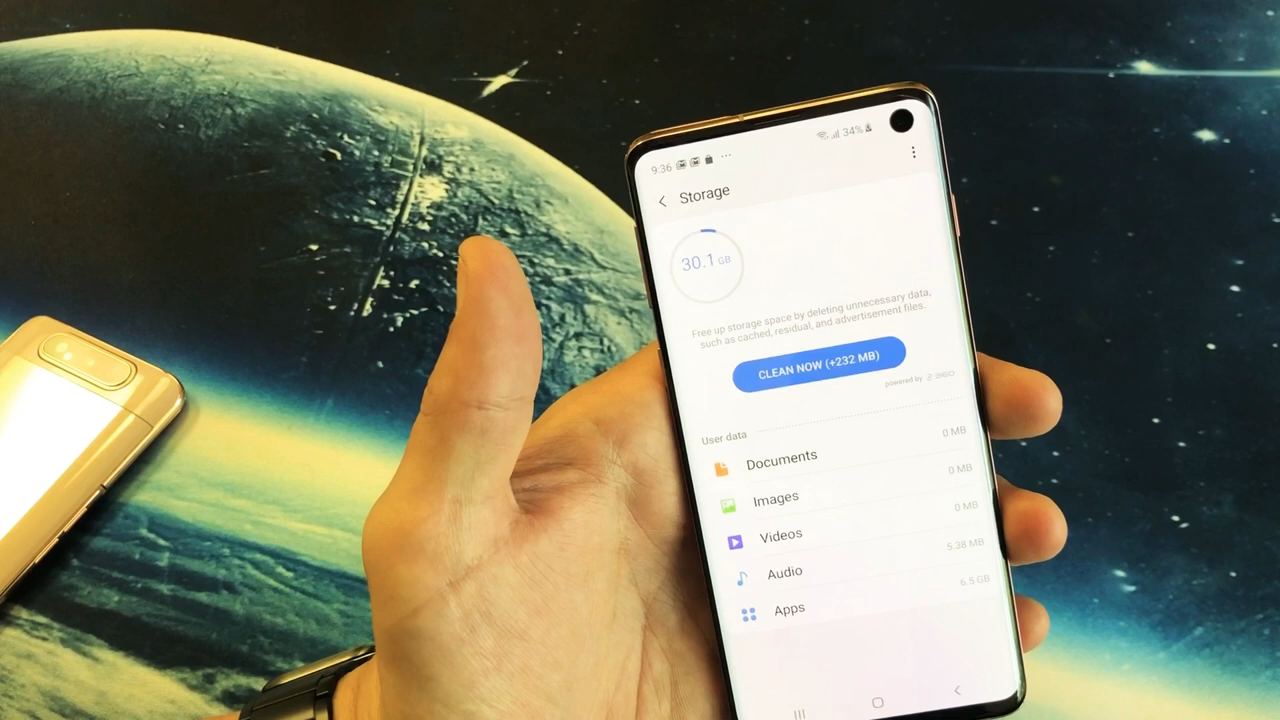 9:36 34%
Storage
30.1 GB
Free up storage space by deleting unnecessary data,
such as cached, residual, and advertisement files.
CLEAN NOW (+232 MB)
powered by
User data
Documents 0 MB
Images 0 MB
Videos 0 MB
Audio 5.38 MB
Apps 6.5 GB